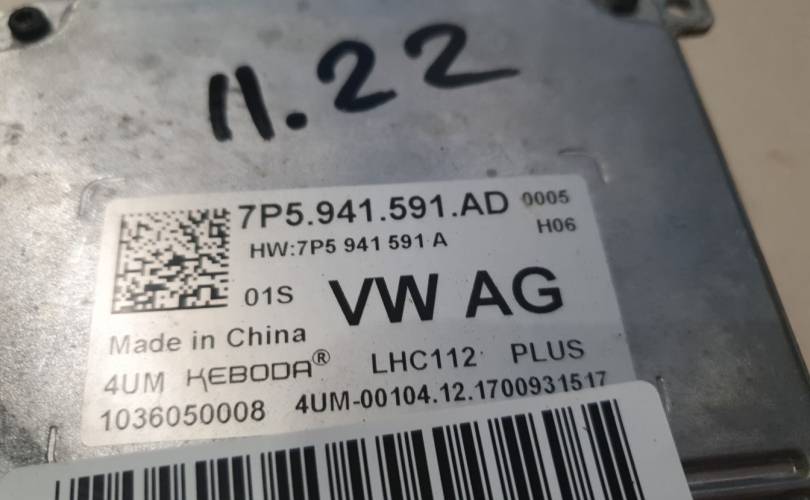 11.22
7P5.941.591.AD 0005
HW:7P5 941 591 A H06
01S VW AG
Made in China
4UM KEBODA® LHC112 PLUS
1036050008 4UM-00104.12.1700931517